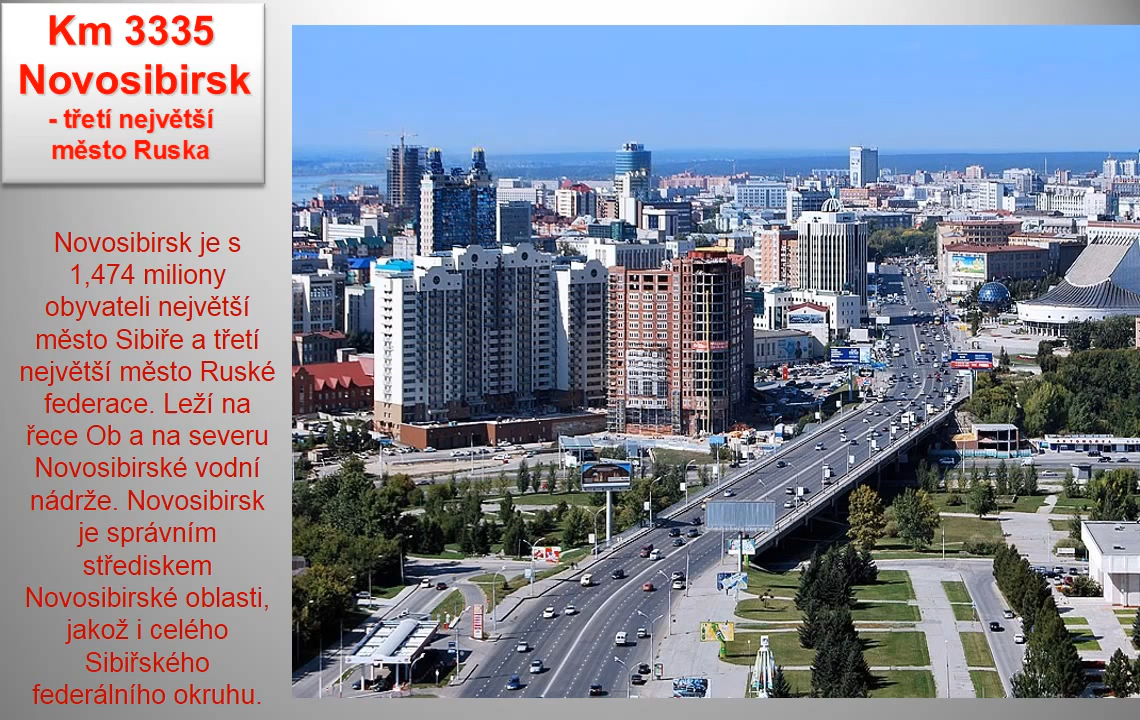 Km 3335
Novosibirsk
- třetí největší
město Ruska
Novosibirsk je s
1,474 miliony
obyvateli největší
město Sibiře a třetí
největší město Ruské
federace. Leží na
řece Ob a na severu
Novosibirské vodní
nádrže. Novosibirsk
je správním
střediskem
Novosibirské oblasti,
jakož i celého
Sibiřského
federálního okruhu.